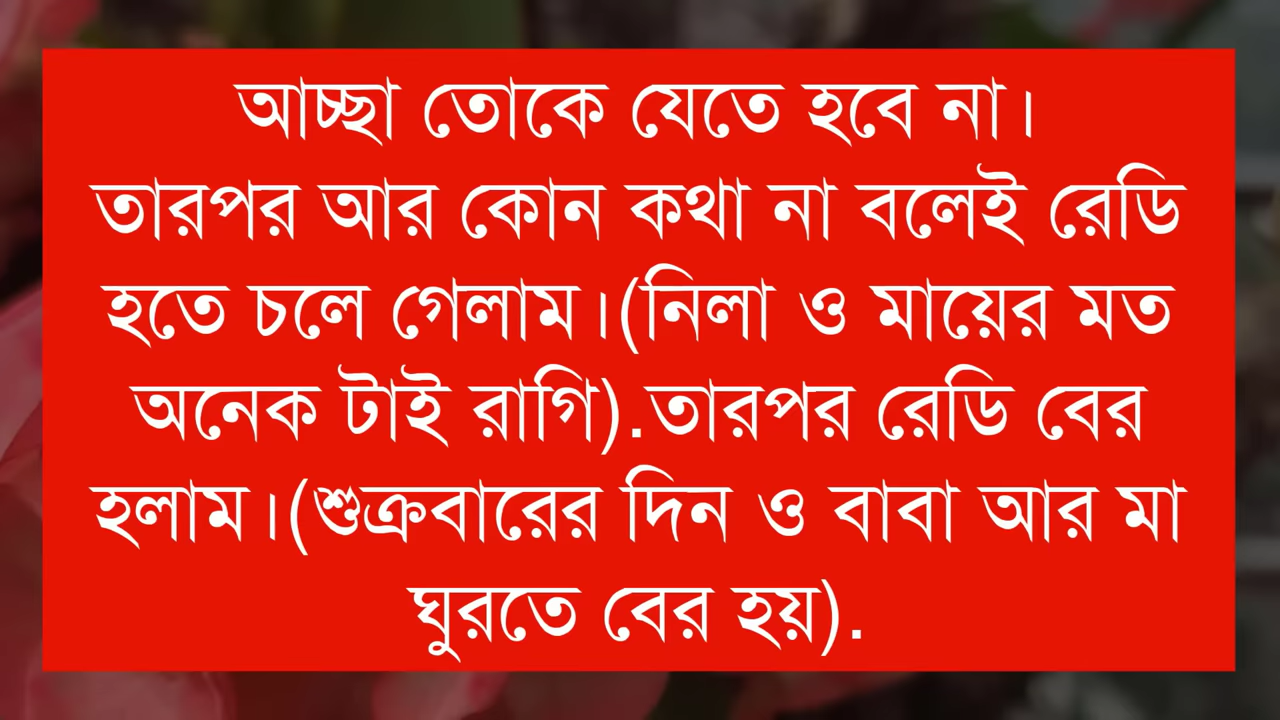 আচ্ছা তোকে যেতে হবে না।
তারপর আর কোন কথা না বলেই রেডি
হতে চলে গেলাম।(নিলা ও মায়ের মত
অনেক টাই রাগি).তারপর রেডি বের
হলাম।(শুক্রবারের দিন ও বাবা আর মা
ঘুরতে বের হয়).